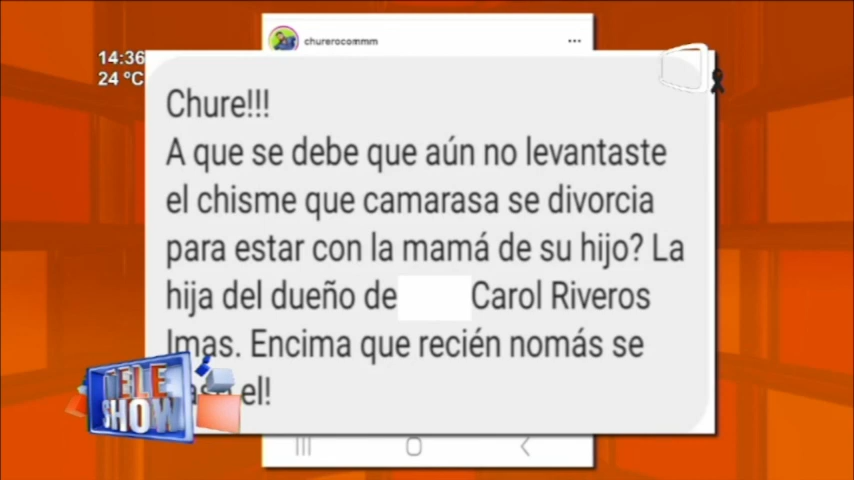 churerocommm
14:36
24 °C
Chure!!!
A que se debe que aún no levantaste
el chisme que camarasa se divorcia
para estar con la mamá de su hijo? La
hija del dueño de Carol Riveros
Imas. Encima que recién nomás se
el!
TELE
SHOW